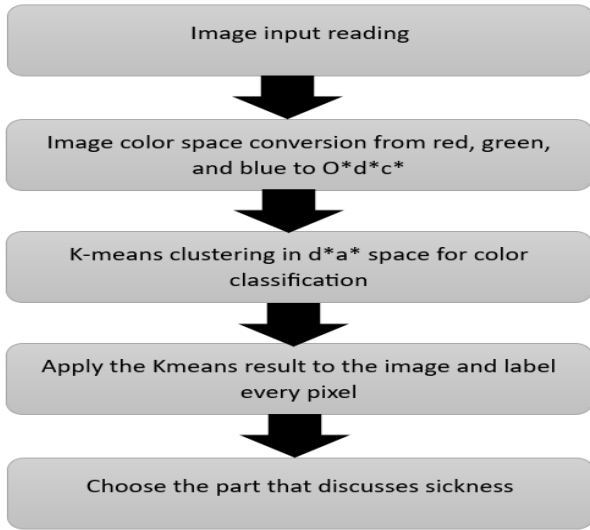 Image input reading
Image color space conversion from red, green,
and blue to O*d*c*
K-means clustering in d*a* space for color
classification
Apply the Kmeans result to the image and label
every pixel
Choose the part that discusses sickness